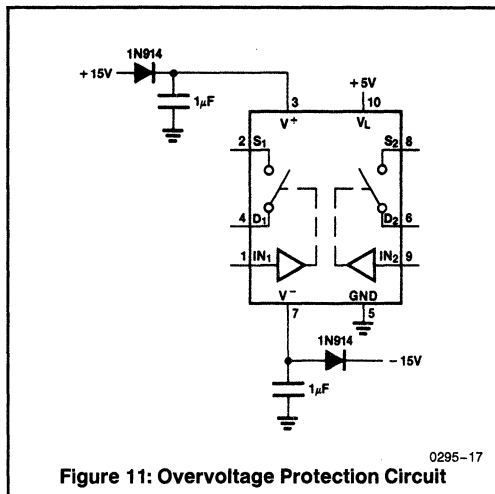 1N914
+15V
+5V
1μF
3
10
V+
VL
2
S1
S2
8
4
D1
D2
6
1
IN1
IN2
9
V−
GND
7
5
1N914
−15V
1μF
0295–17
Figure 11: Overvoltage Protection Circuit